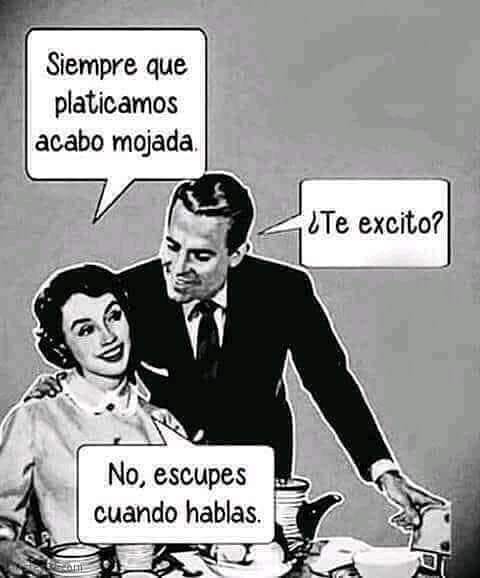 Siempre que
platicamos
acabo mojada.
¿Te excito?
No, escupes
cuando hablas.